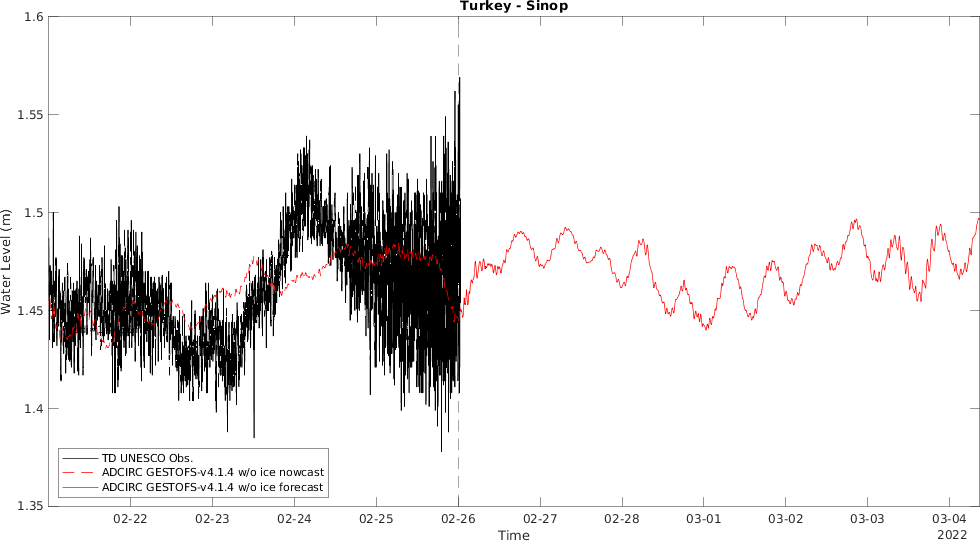 Turkey - Sinop
1.6
1.55
1.5
1.45
1.4
1.35
Water Level (m)
TD UNESCO Obs.
ADCIRC GESTOFS-v4.1.4 w/o ice nowcast
ADCIRC GESTOFS-v4.1.4 w/o ice forecast
02-22 02-23 02-24 02-25 02-26 02-27 02-28 03-01 03-02 03-03 03-04
Time
2022